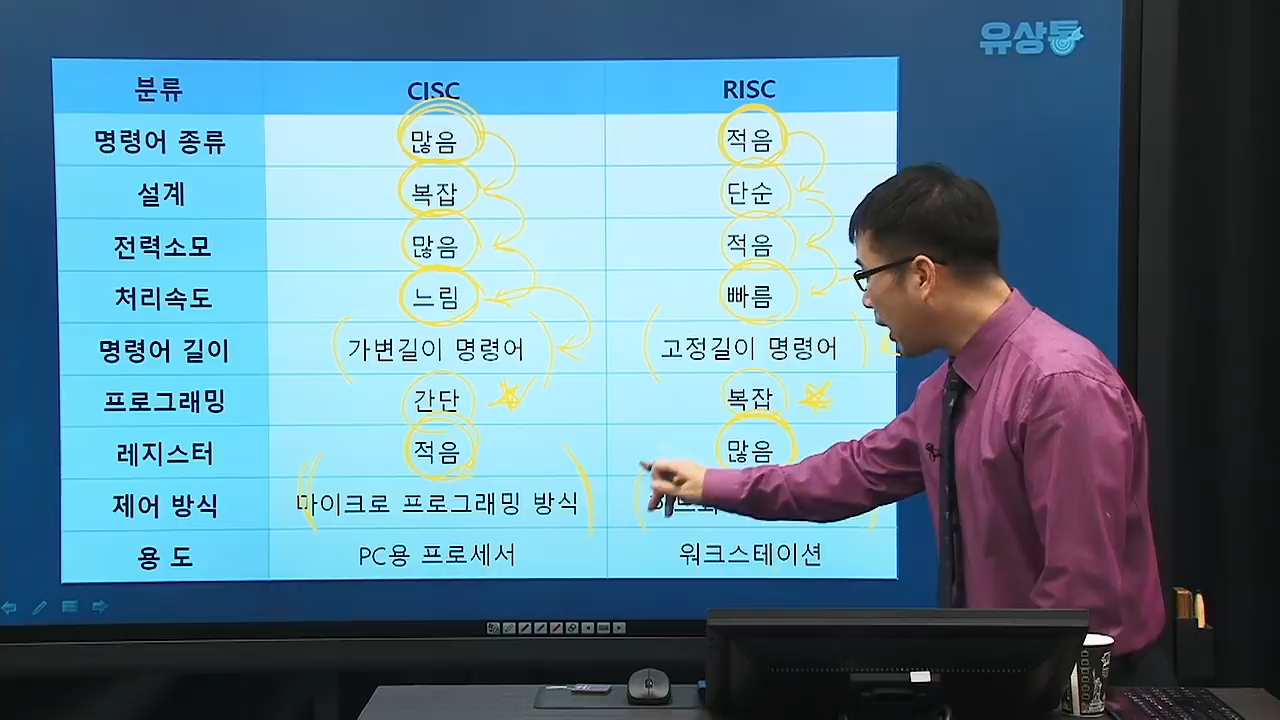 유상통
분류 CISC RISC
명령어 종류 많음 적음
설계 복잡 단순
전력소모 많음 적음
처리속도 느림 빠름
명령어 길이 가변길이 명령어 고정길이 명령어
프로그래밍 간단 복잡
레지스터 적음 많음
제어 방식 마이크로 프로그래밍 방식
용 도 PC용 프로세서 워크스테이션